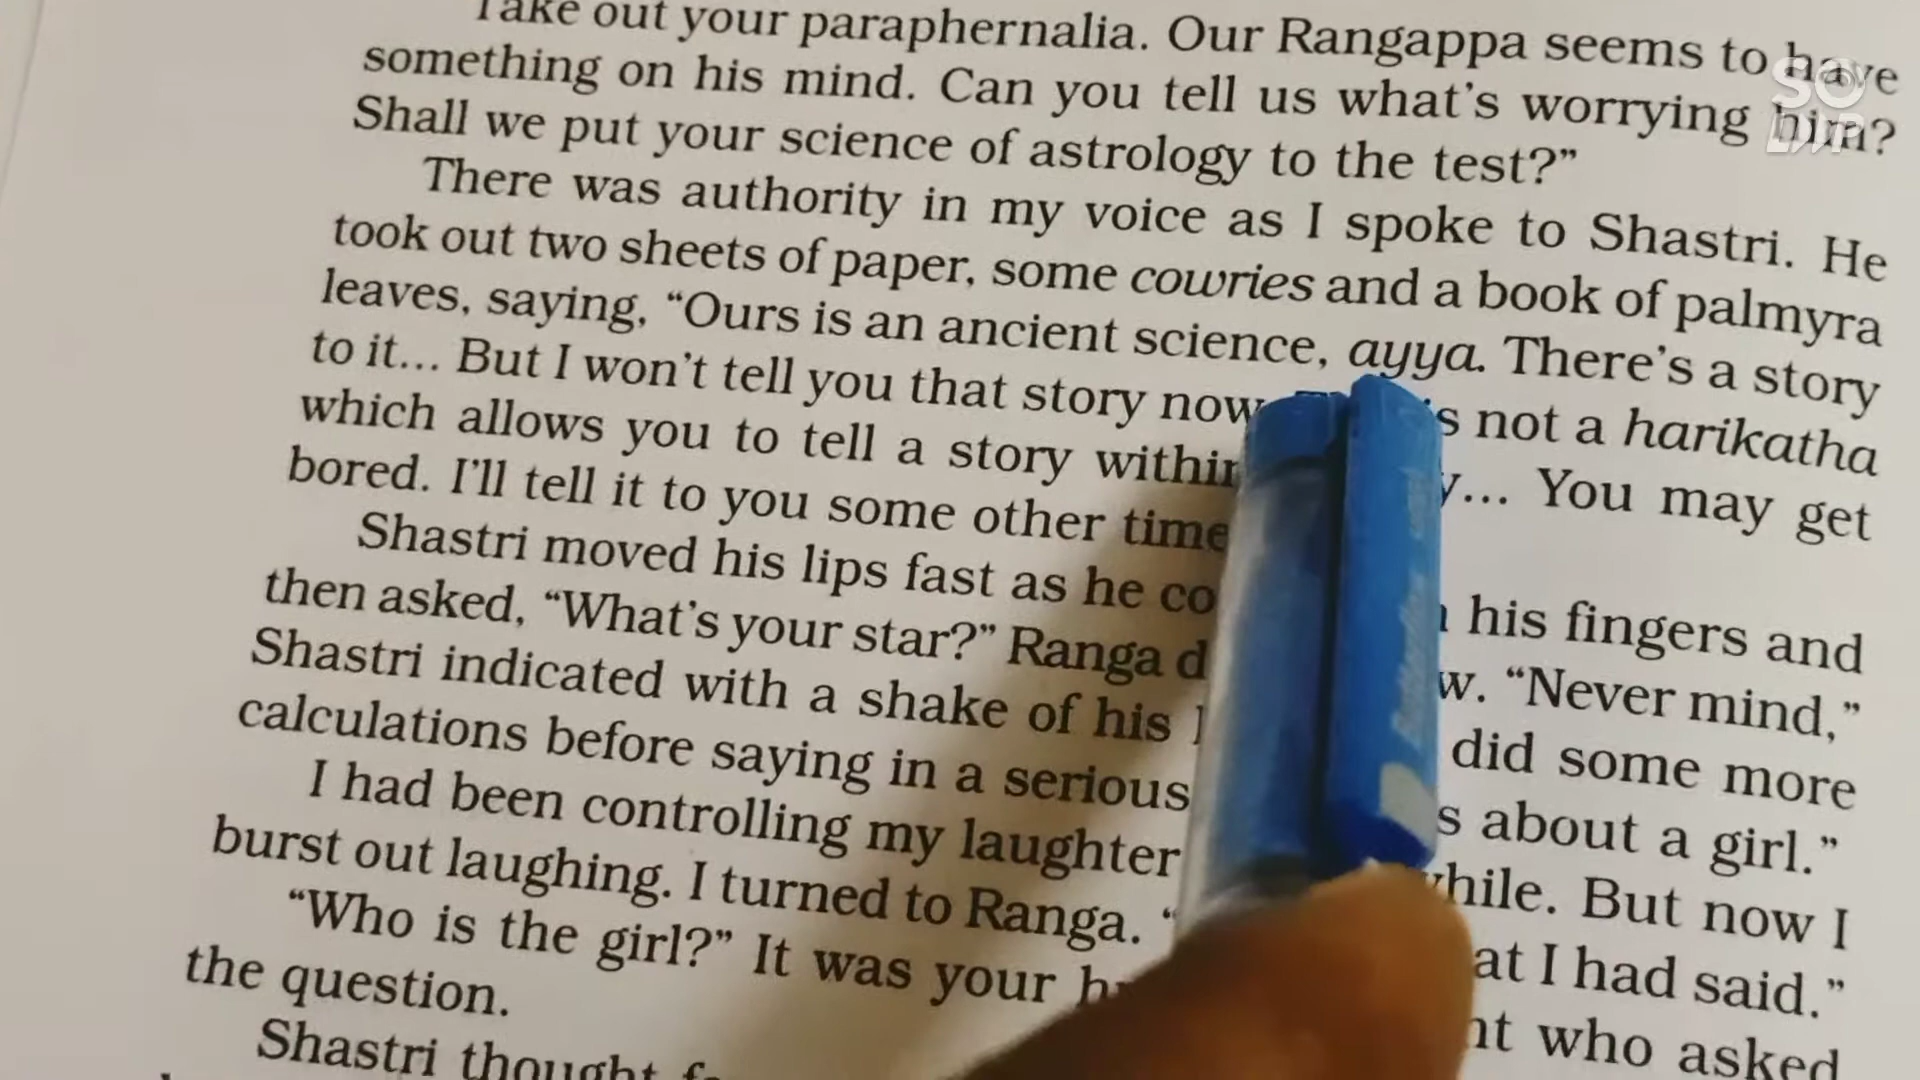 Take out your paraphernalia. Our Rangappa seems to have
something on his mind. Can you tell us what's worrying him?
Shall we put your science of astrology to the test?”
There was authority in my voice as I spoke to Shastri. He
took out two sheets of paper, some cowries and a book of palmyra
leaves, saying, “Ours is an ancient science, ayya. There's a story
to it... But I won't tell you that story now not a harikatha
which allows you to tell a story within You may get
bored. I'll tell it to you some other time
Shastri moved his lips fast as he his fingers and
then asked, “What's your star?” Ranga “Never mind,”
Shastri indicated with a shake of his did some more
calculations before saying in a serious about a girl.”
I had been controlling my laughter while. But now I
burst out laughing. I turned to Ranga. I had said.”
“Who is the girl?” It was your who asked
the question.
Shastri thought
SO